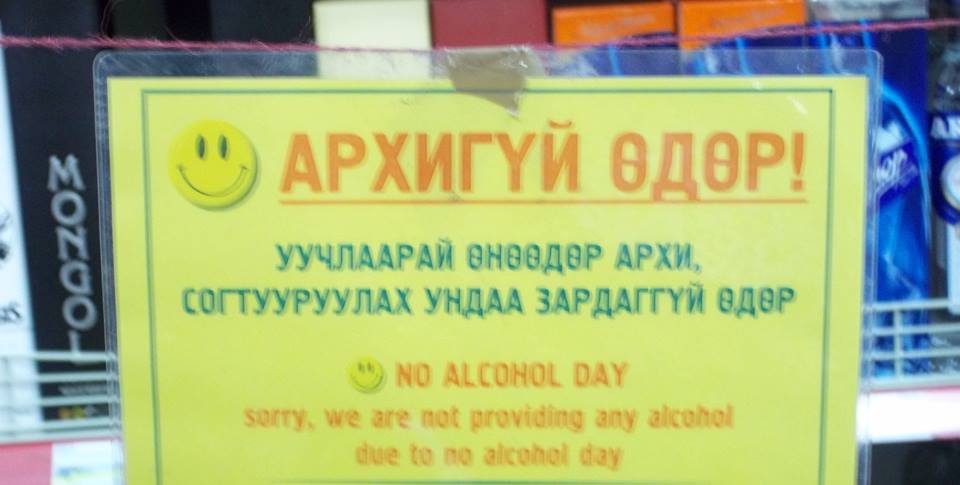 АРХИГҮЙ ӨДӨР!
УУЧЛААРАЙ ӨНӨӨДӨР АРХИ,
СОГТУУРУУЛАХ УНДАА ЗАРДАГГҮЙ ӨДӨР
NO ALCOHOL DAY
sorry, we are not providing any alcohol
due to no alcohol day
MONGOL